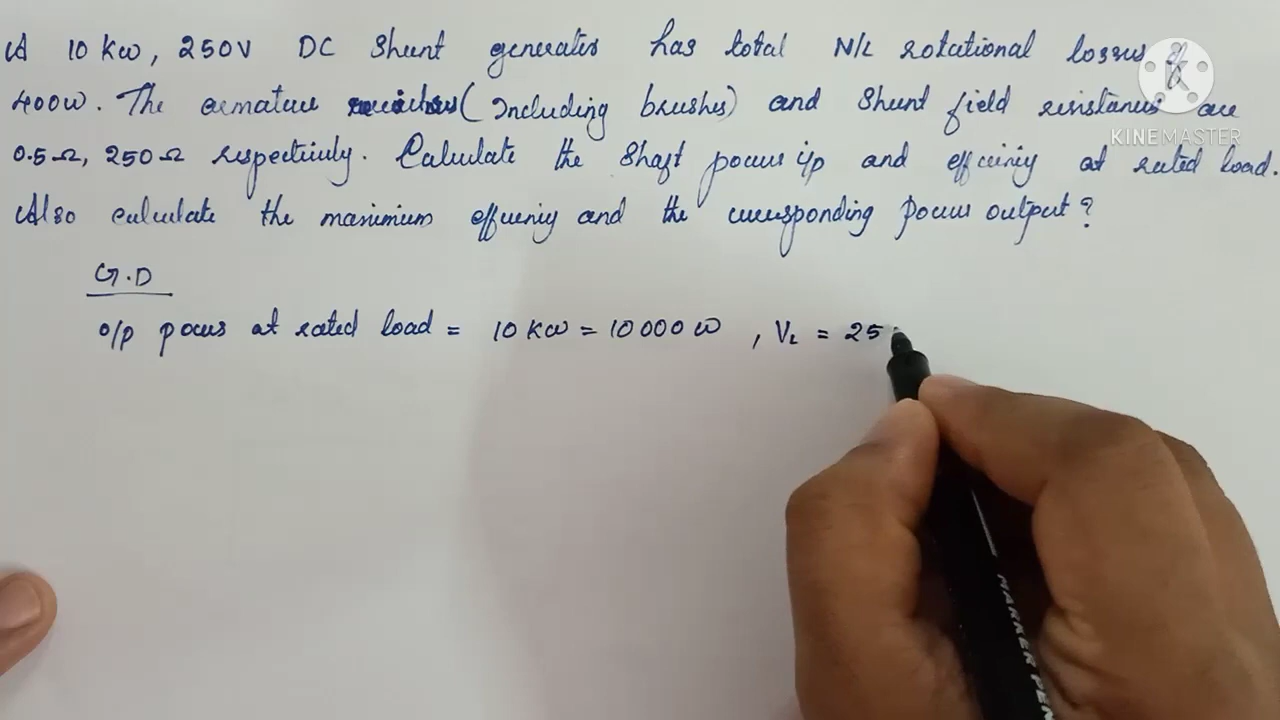 A 10 kw, 250V DC Shunt generator has total N/L rotational losses of
400w. The armature (Including brushes) and Shunt field resistances are
0.5Ω, 250Ω respectively. Calculate the Shaft power i/p and efficiency at rated load.
Also calculate the maximum efficiency and the corresponding Power output?
G.D
o/p power at rated load = 10 kw = 10000 w , VL = 25
KINEMASTER
MARKER PEN